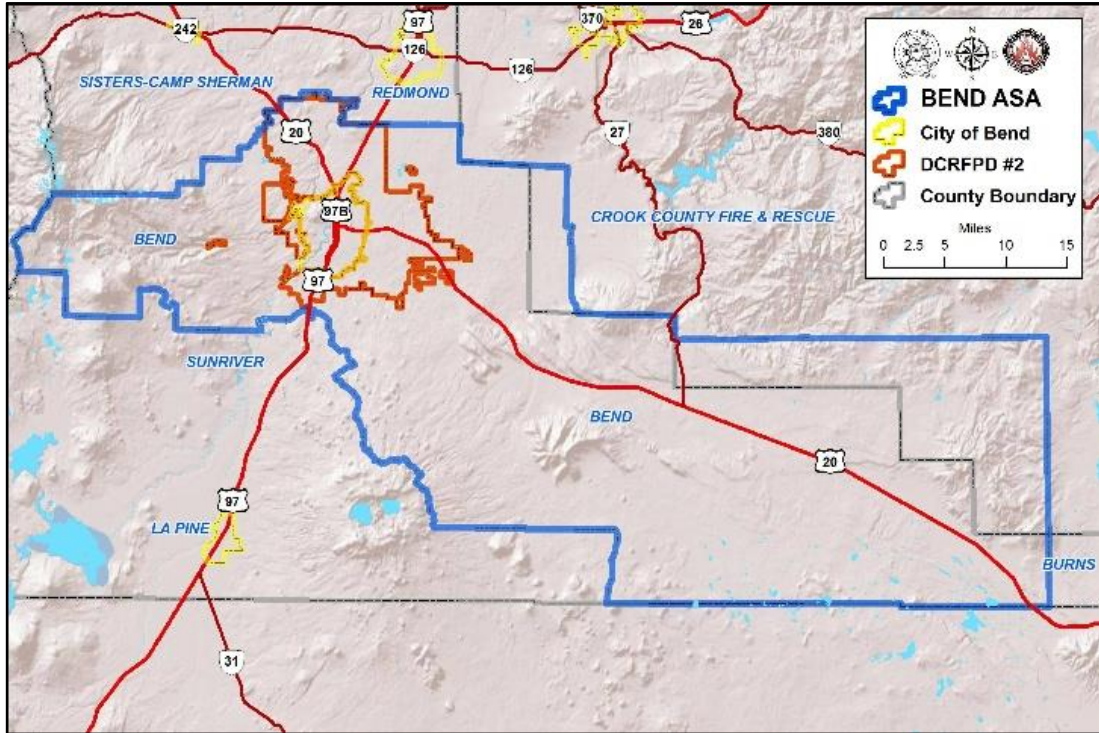 97
370
26
242
126
126
SISTERS-CAMP SHERMAN
REDMOND
20
27
380
97B
CROOK COUNTY FIRE & RESCUE
BEND
97
SUNRIVER
BEND
20
97
LA PINE
BURNS
31
N
W
S
BEND ASA
City of Bend
DCRFPD #2
County Boundary
Miles
0 2.5 5 10 15